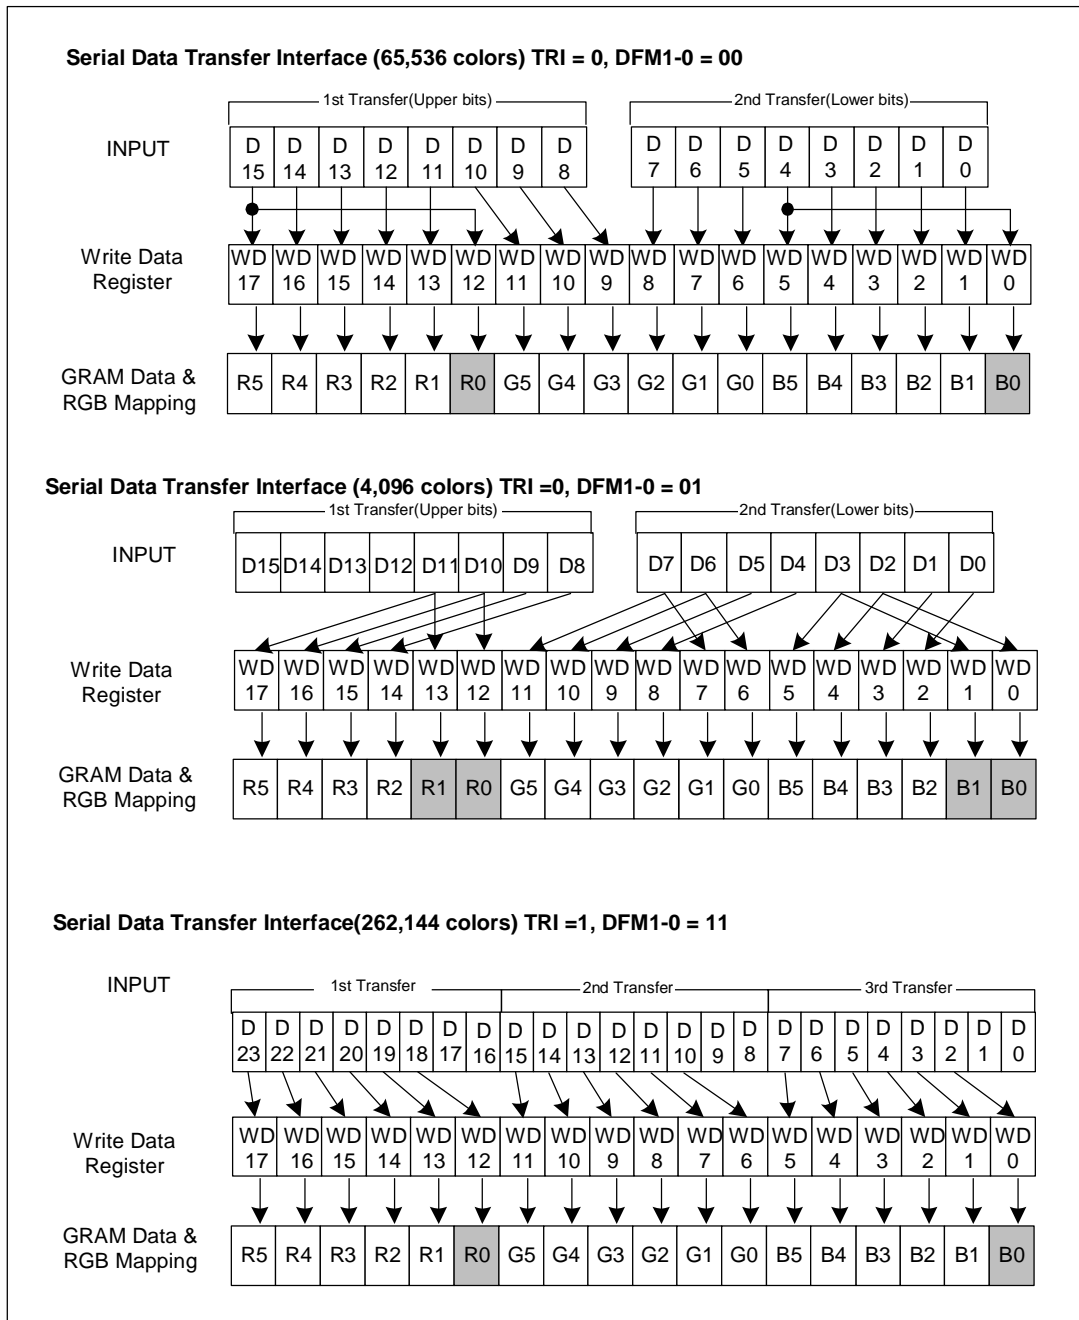 Serial Data Transfer Interface (65,536 colors) TRI = 0, DFM1-0 = 00
1st Transfer(Upper bits) 2nd Transfer(Lower bits)
INPUT
D D D D D D D D D D D D D D D D
15 14 13 12 11 10 9 8 7 6 5 4 3 2 1 0
Write Data
Register
WD WD WD WD WD WD WD WD WD WD WD WD WD WD WD WD WD WD
17 16 15 14 13 12 11 10 9 8 7 6 5 4 3 2 1 0
GRAM Data &
RGB Mapping
R5 R4 R3 R2 R1 R0 G5 G4 G3 G2 G1 G0 B5 B4 B3 B2 B1 B0
Serial Data Transfer Interface (4,096 colors) TRI =0, DFM1-0 = 01
1st Transfer(Upper bits) 2nd Transfer(Lower bits)
INPUT
D15 D14 D13 D12 D11 D10 D9 D8 D7 D6 D5 D4 D3 D2 D1 D0
Write Data
Register
WD WD WD WD WD WD WD WD WD WD WD WD WD WD WD WD WD WD
17 16 15 14 13 12 11 10 9 8 7 6 5 4 3 2 1 0
GRAM Data &
RGB Mapping
R5 R4 R3 R2 R1 R0 G5 G4 G3 G2 G1 G0 B5 B4 B3 B2 B1 B0
Serial Data Transfer Interface(262,144 colors) TRI =1, DFM1-0 = 11
INPUT
1st Transfer 2nd Transfer 3rd Transfer
D D D D D D D D D D D D D D D D D D D D D D D D
23 22 21 20 19 18 17 16 15 14 13 12 11 10 9 8 7 6 5 4 3 2 1 0
Write Data
Register
WD WD WD WD WD WD WD WD WD WD WD WD WD WD WD WD WD WD
17 16 15 14 13 12 11 10 9 8 7 6 5 4 3 2 1 0
GRAM Data &
RGB Mapping
R5 R4 R3 R2 R1 R0 G5 G4 G3 G2 G1 G0 B5 B4 B3 B2 B1 B0